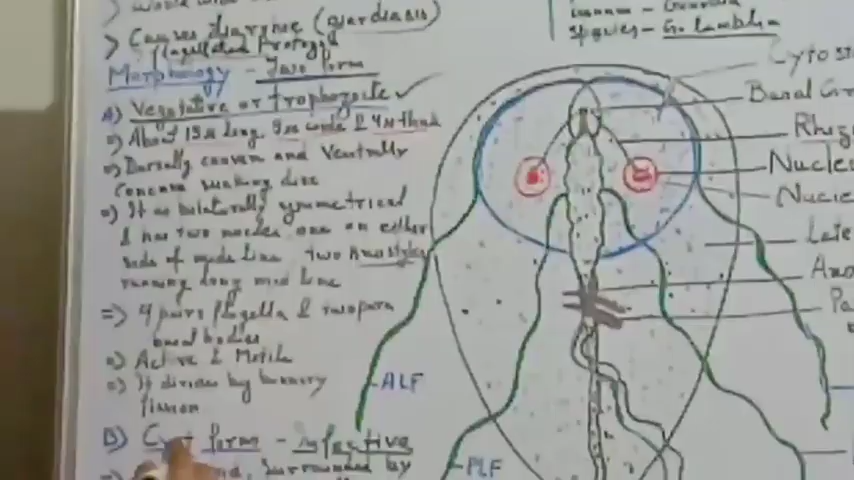 > Causes diarrhoea (giardiasis)
> flagellated Protozoa
Morphology - Two form
A) Vegetative or trophozoite ✓
=> About 15µ long, 9µ wide & 4µ thick
=> Dorsally convex and Ventrally
concave sucking disc
=> It is bilaterally symmetrical
& has two nuclei one on either
side of mid line two axostyles
running along mid line
=> 4 pairs flagella & two para
basal bodies
=> Active & Motile
=> It divides by binary
fission
B) Cyst form - infective
surrounded by
Species - G. lamblia
Cyto
Basal
Nucle
Nucle
Late
Pa
ALF
PLF